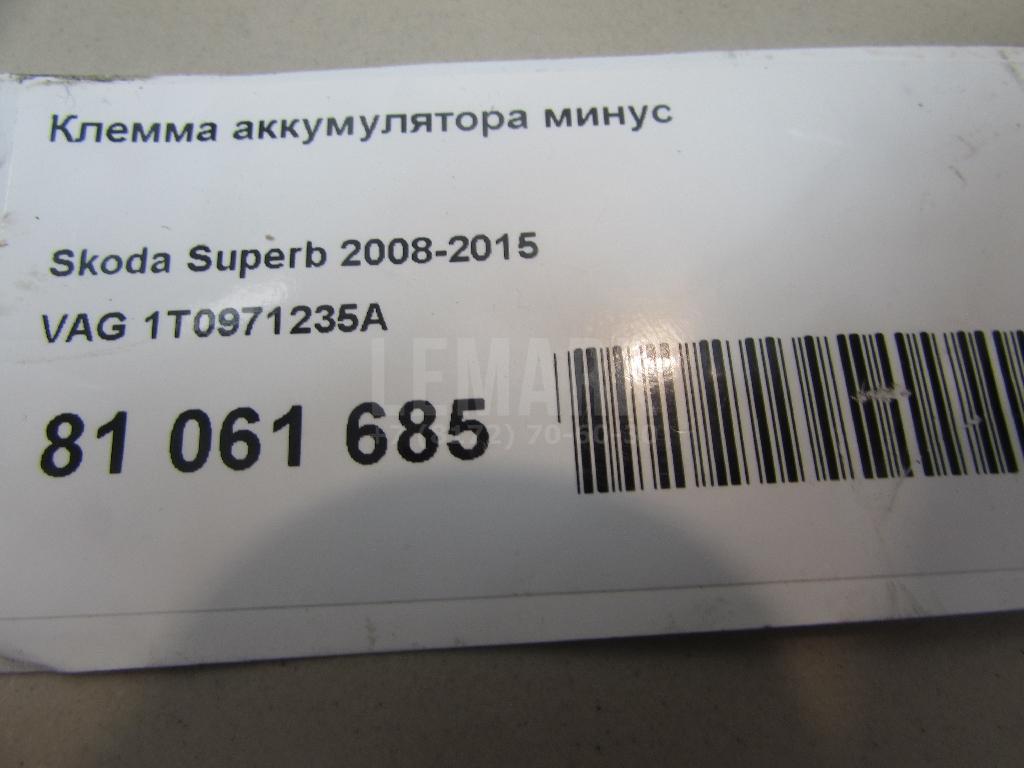 Клемма аккумулятора минус
Skoda Superb 2008-2015
VAG 1T0971235A
81 061 685